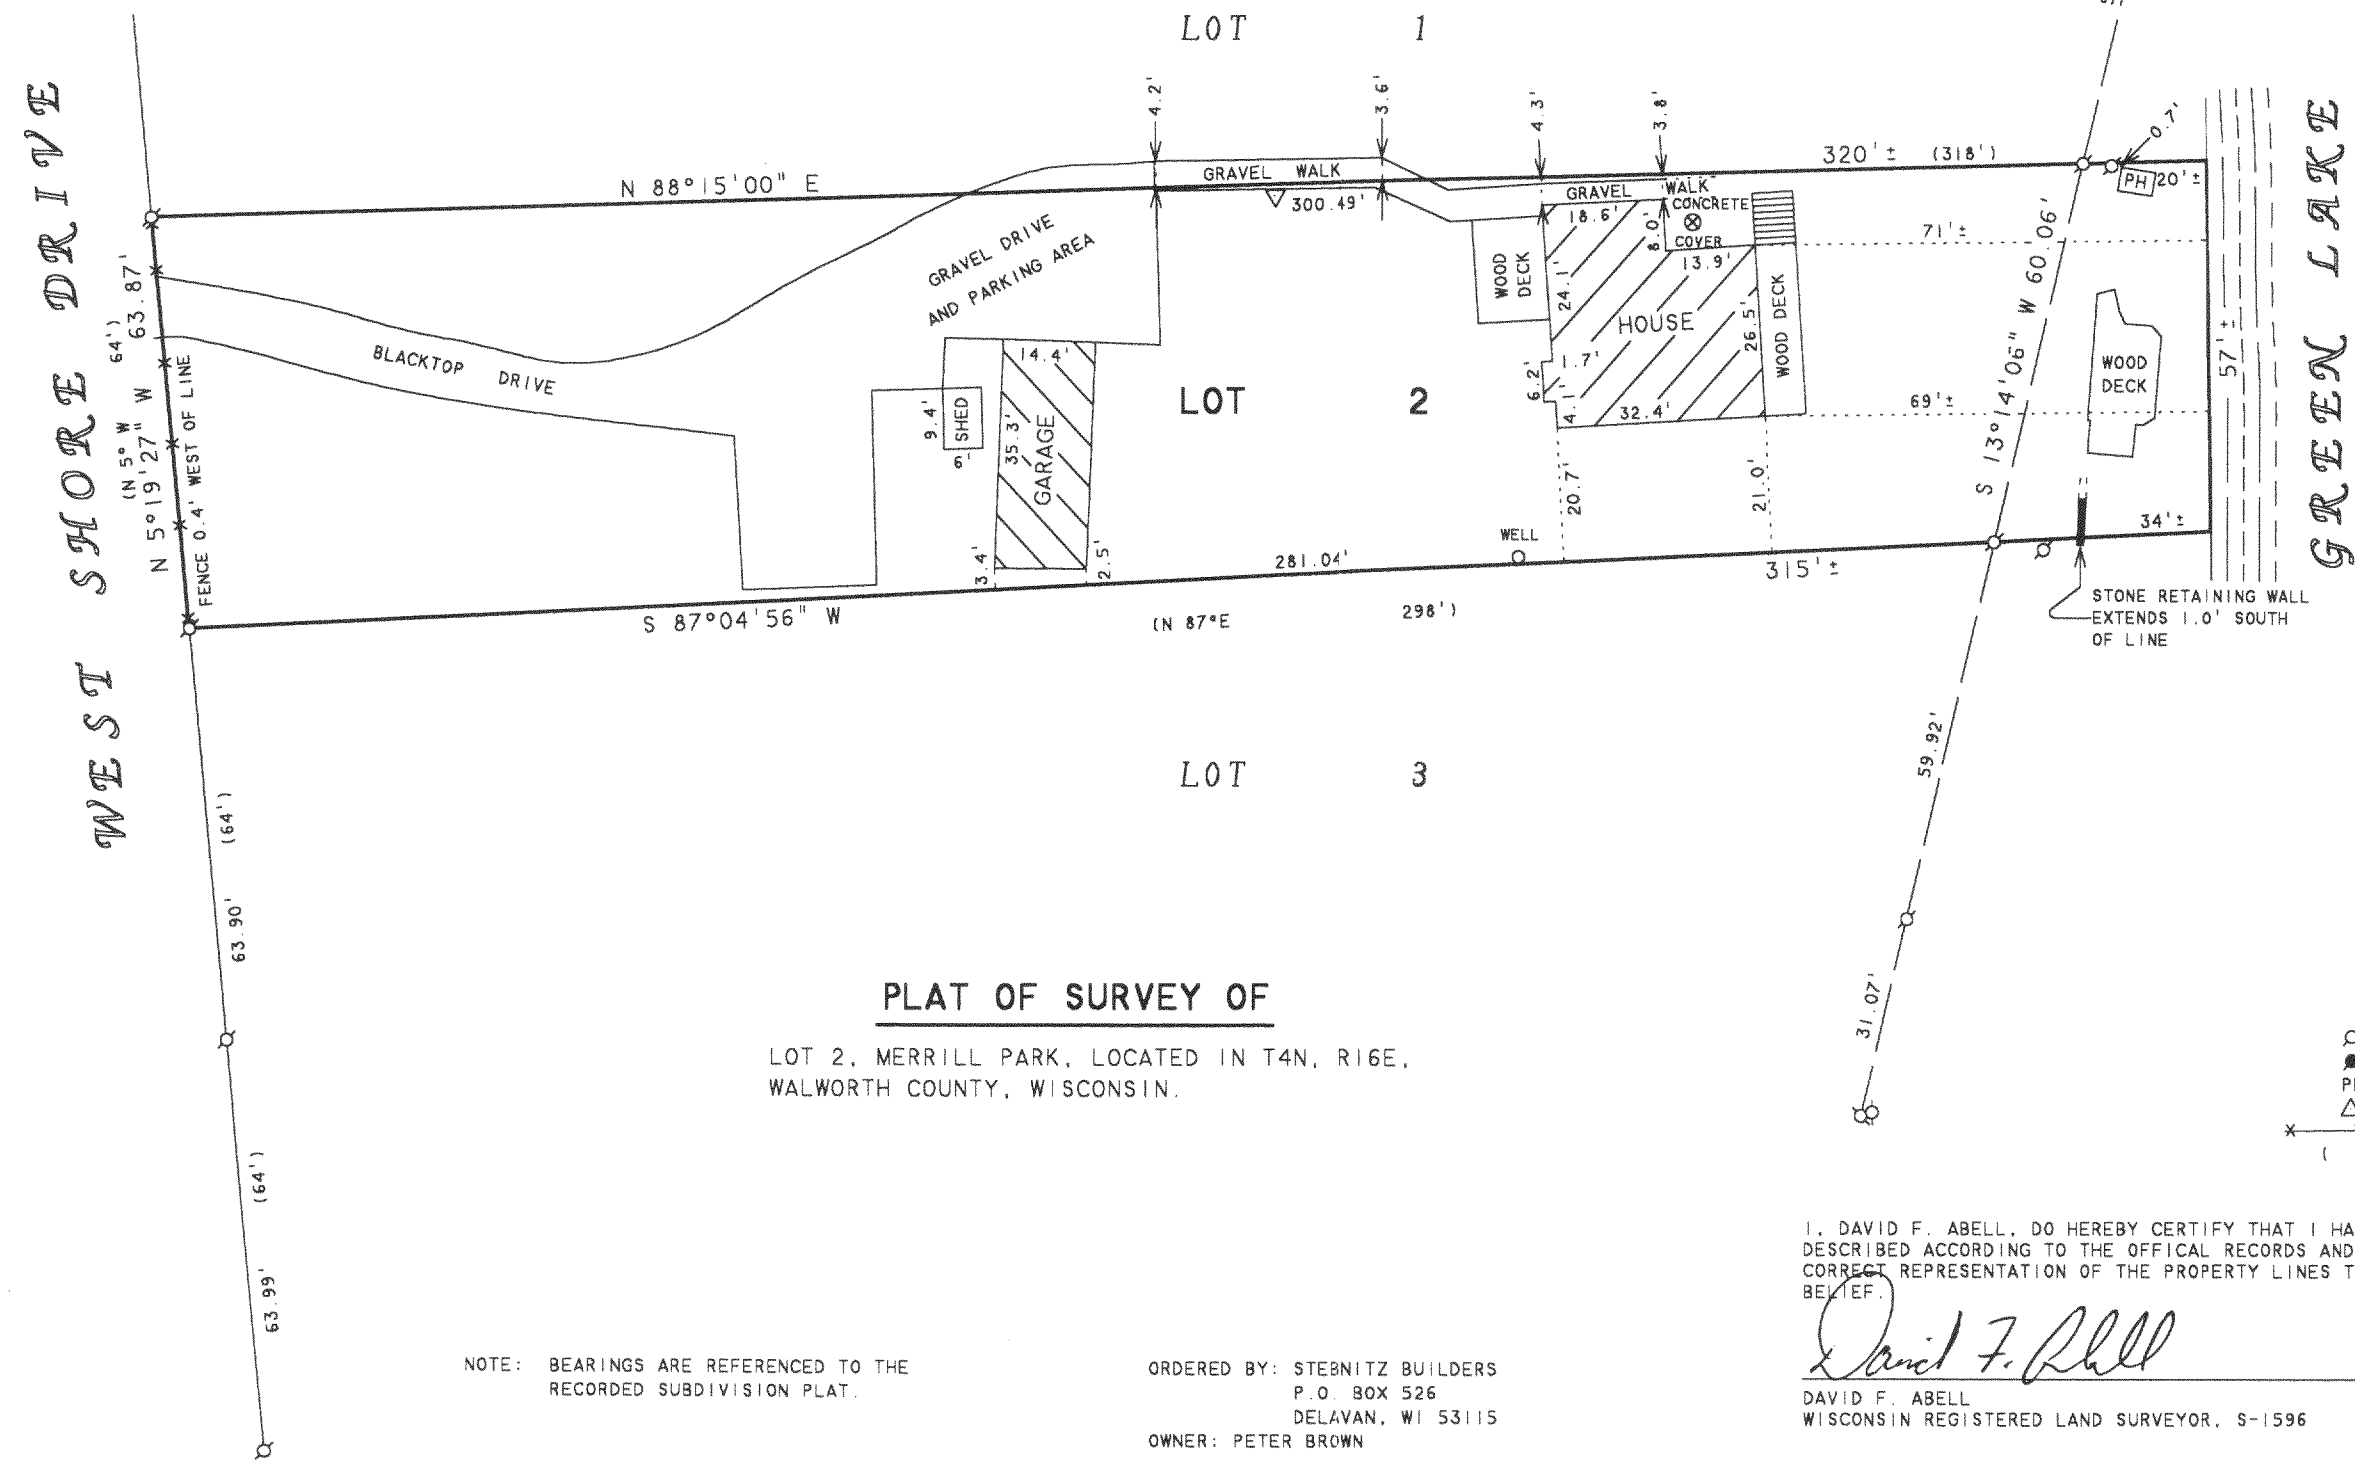 LOT 1
WEST SHORE DRIVE
GREEN LAKE
4.2'
3.6'
4.3'
3.8'
0.7'
320'± (318')
N 88°15'00" E
GRAVEL WALK
300.49'
GRAVEL WALK
PH
20'±
CONCRETE
COVER
18.6'
8.0'
13.9'
71'±
GRAVEL DRIVE
AND PARKING AREA
WOOD
DECK
24.1'
HOUSE
26.5'
WOOD DECK
1.7'
6.2'
4.1'
32.4'
69'±
S 13°14'06" W 60.06'
WOOD
DECK
57'±
63.87'
64')
(N 5° W
N 5°19'27" W
FENCE 0.4' WEST OF LINE
BLACKTOP DRIVE
14.4'
9.4'
SHED
6'
35.3'
GARAGE
LOT 2
20.7'
21.0'
3.4'
2.5'
WELL
281.04'
315'±
34'±
S 87°04'56" W
(N 87°E 298')
STONE RETAINING WALL
EXTENDS 1.0' SOUTH
OF LINE
LOT 3
59.92'
31.07'
(64')
63.90'
(64')
63.99'
PLAT OF SURVEY OF
LOT 2, MERRILL PARK, LOCATED IN T4N, R16E,
WALWORTH COUNTY, WISCONSIN.
I, DAVID F. ABELL, DO HEREBY CERTIFY THAT I HA
DESCRIBED ACCORDING TO THE OFFICAL RECORDS AND
CORRECT REPRESENTATION OF THE PROPERTY LINES T
BELIEF.
David F. Abell
DAVID F. ABELL
WISCONSIN REGISTERED LAND SURVEYOR, S-1596
NOTE: BEARINGS ARE REFERENCED TO THE
RECORDED SUBDIVISION PLAT.
ORDERED BY: STEBNITZ BUILDERS
P.O. BOX 526
DELAVAN, WI 53115
OWNER: PETER BROWN